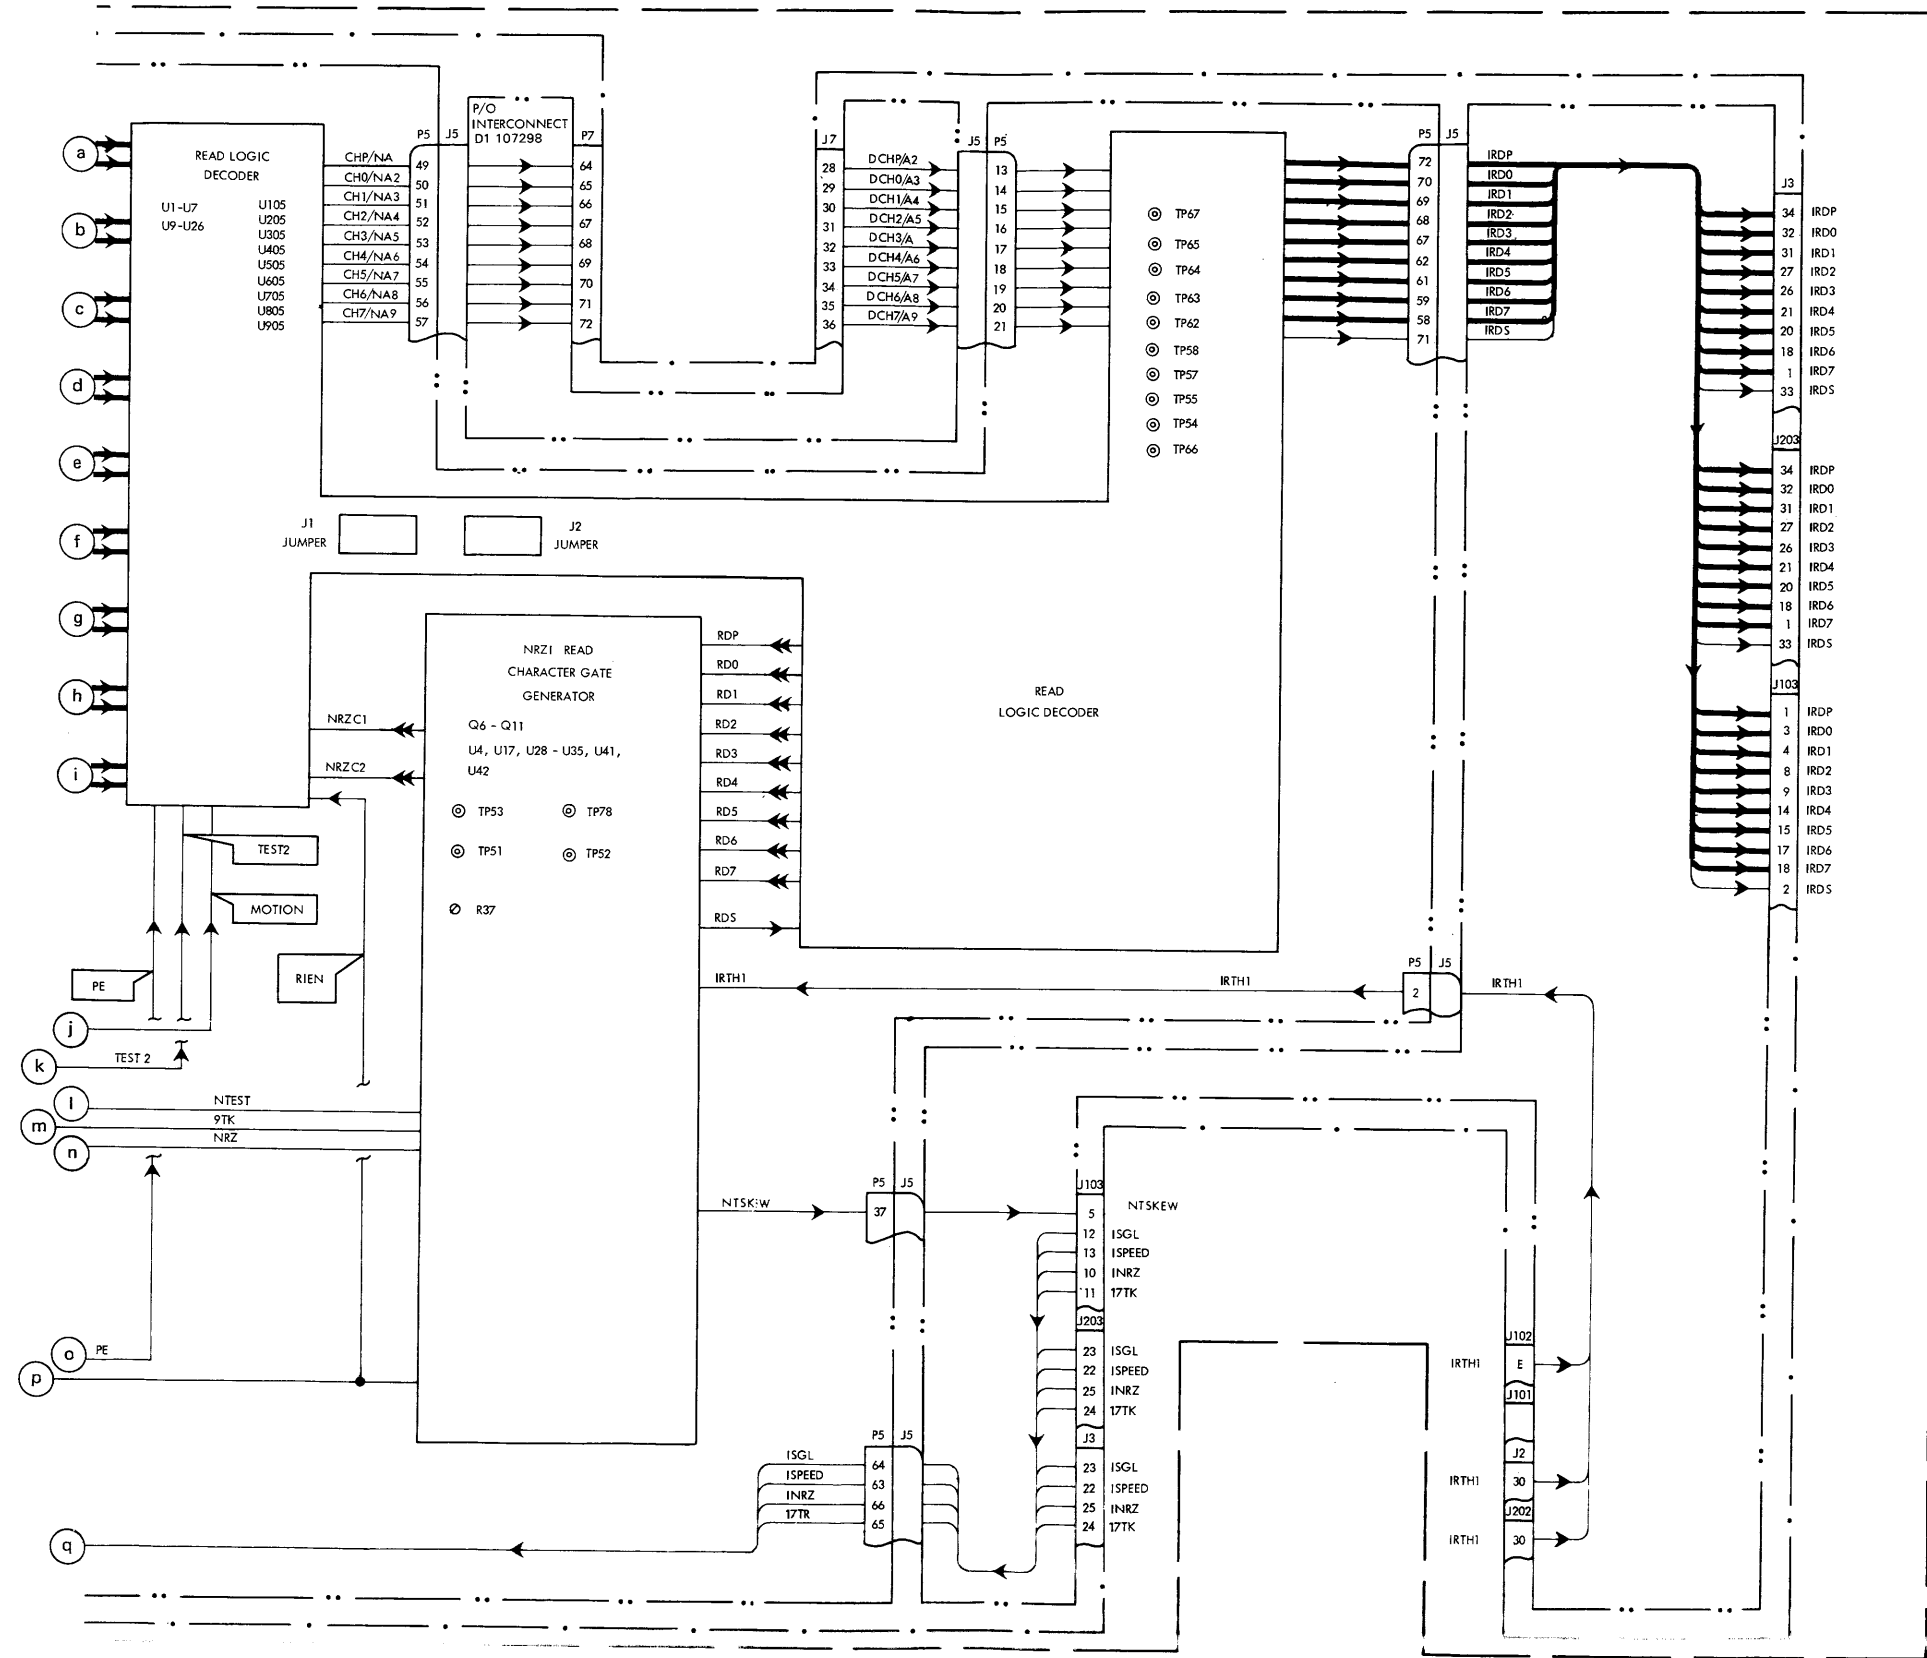 P/O
INTERCONNECT
D1 107298
P5 J5
P7
J7
J5 P5
P5 J5
J3
a
b
c
d
e
f
g
h
i
READ LOGIC
DECODER
U1-U7
U9-U26
U105
U205
U305
U405
U505
U605
U705
U805
U905
CHP/NA 49 64
CH0/NA2 50 65
CH1/NA3 51 66
CH2/NA4 52 67
CH3/NA5 53 68
CH4/NA6 54 69
CH5/NA7 55 70
CH6/NA8 56 71
CH7/NA9 57 72
28 DCHP/A2 13
29 DCH0/A3 14
30 DCH1/A4 15
31 DCH2/A5 16
32 DCH3/A 17
33 DCH4/A6 18
34 DCH5/A7 19
35 DCH6/A8 20
36 DCH7/A9 21
TP67
TP65
TP64
TP63
TP62
TP58
TP57
TP55
TP54
TP66
72 IRDP
70 IRD0
69 IRD1
68 IRD2
67 IRD3
62 IRD4
61 IRD5
59 IRD6
58 IRD7
71 IRDS
34 IRDP
32 IRD0
31 IRD1
27 IRD2
26 IRD3
21 IRD4
20 IRD5
18 IRD6
1 IRD7
33 IRDS
J203
34 IRDP
32 IRD0
31 IRD1
27 IRD2
26 IRD3
21 IRD4
20 IRD5
18 IRD6
1 IRD7
33 IRDS
J103
1 IRDP
3 IRD0
4 IRD1
8 IRD2
9 IRD3
14 IRD4
15 IRD5
17 IRD6
18 IRD7
2 IRDS
J1
JUMPER
J2
JUMPER
NRZI READ
CHARACTER GATE
GENERATOR
Q6 - Q11
U4, U17, U28 - U35, U41,
U42
TP53 TP78
TP51 TP52
R37
NRZC1
NRZC2
RDP
RD0
RD1
RD2
RD3
RD4
RD5
RD6
RD7
RDS
READ
LOGIC DECODER
TEST2
MOTION
PE
RIEN
j
k TEST 2
l NTEST
m 9TK
n NRZ
IRTH1 IRTH1
P5 J5
2
IRTH1
NTSKEW
P5 J5
37
J103
5 NTSKEW
12 ISGL
13 ISPEED
10 INRZ
11 17TK
J203
23 ISGL
22 ISPEED
25 INRZ
24 17TK
J3
23 ISGL
22 ISPEED
25 INRZ
24 17TK
o PE
p
P5 J5
ISGL 64
ISPEED 63
INRZ 66
17TR 65
q
J102
IRTH1 E
J101
J2
IRTH1 30
J202
IRTH1 30